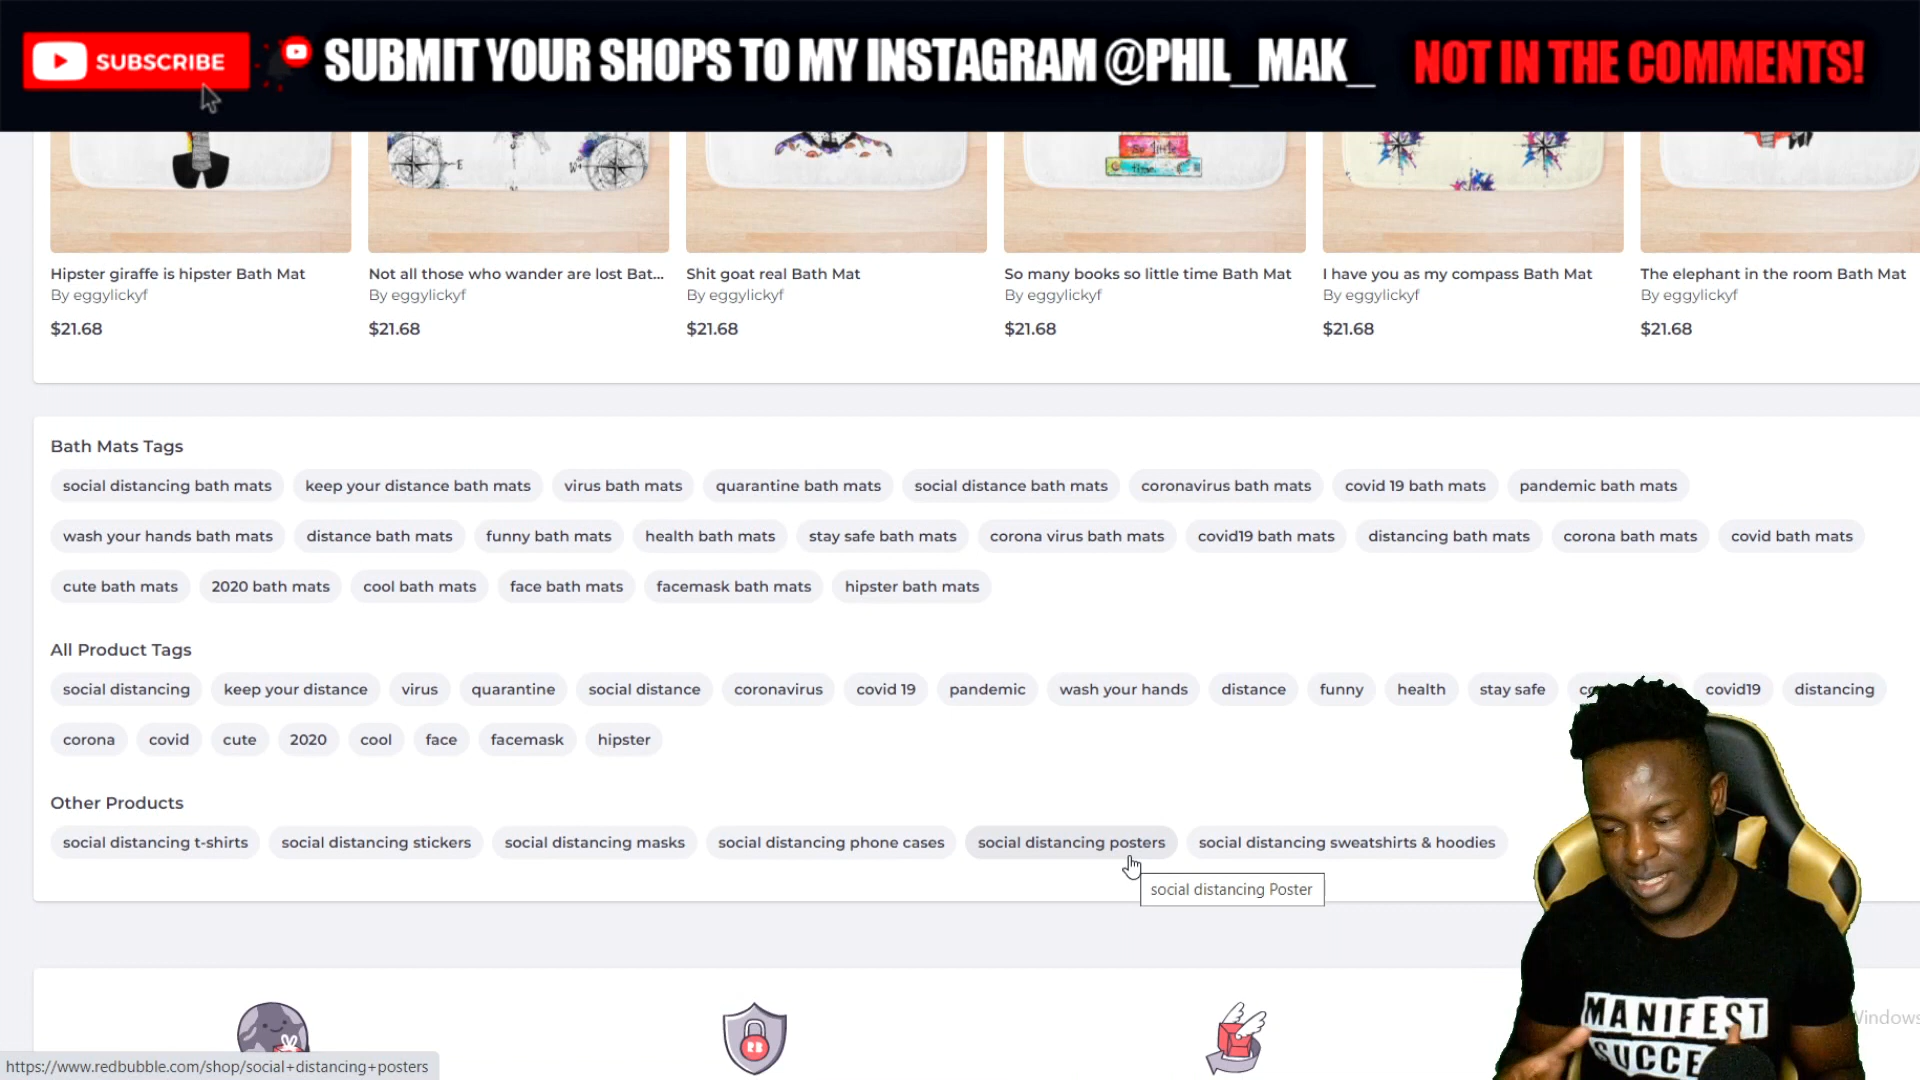 SUBSCRIBE SUBMIT YOUR SHOPS TO MY INSTAGRAM @PHIL_MAK_ NOT IN THE COMMENTS!
E W
So little
time
Hipster giraffe is hipster Bath Mat Not all those who wander are lost Bat... Shit goat real Bath Mat So many books so little time Bath Mat I have you as my compass Bath Mat The elephant in the room Bath Mat
By eggylickyf By eggylickyf By eggylickyf By eggylickyf By eggylickyf By eggylickyf
$21.68 $21.68 $21.68 $21.68 $21.68 $21.68
Bath Mats Tags
social distancing bath mats keep your distance bath mats virus bath mats quarantine bath mats social distance bath mats coronavirus bath mats covid 19 bath mats pandemic bath mats
wash your hands bath mats distance bath mats funny bath mats health bath mats stay safe bath mats corona virus bath mats covid19 bath mats distancing bath mats corona bath mats covid bath mats
cute bath mats 2020 bath mats cool bath mats face bath mats facemask bath mats hipster bath mats
All Product Tags
social distancing keep your distance virus quarantine social distance coronavirus covid 19 pandemic wash your hands distance funny health stay safe covid19 distancing
corona covid cute 2020 cool face facemask hipster
Other Products
social distancing t-shirts social distancing stickers social distancing masks social distancing phone cases social distancing posters social distancing sweatshirts & hoodies
social distancing Poster
MANIFEST
SUCCE
RB
Windows
https://www.redbubble.com/shop/social+distancing+posters